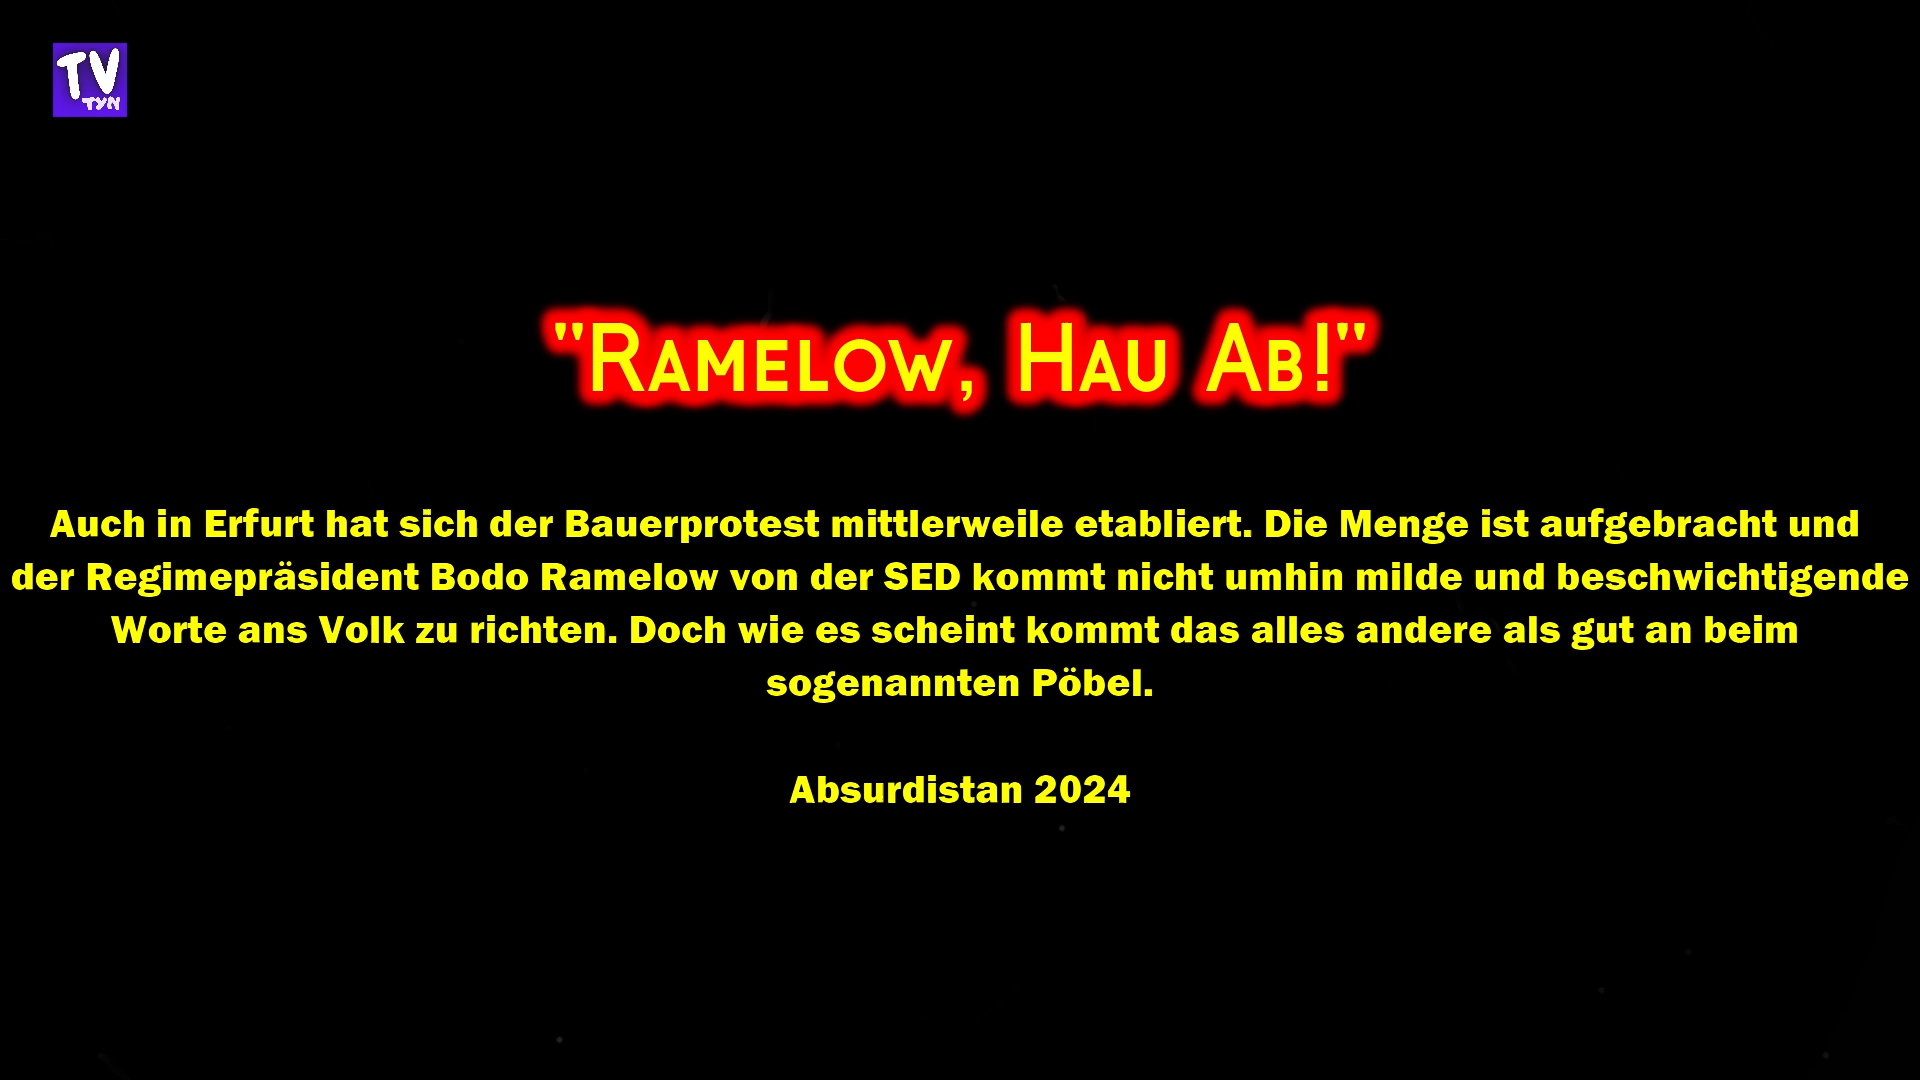 TV
TYN
"Ramelow, Hau Ab!"
Auch in Erfurt hat sich der Bauerprotest mittlerweile etabliert. Die Menge ist aufgebracht und
der Regimepräsident Bodo Ramelow von der SED kommt nicht umhin milde und beschwichtigende
Worte ans Volk zu richten. Doch wie es scheint kommt das alles andere als gut an beim
sogenannten Pöbel.
Absurdistan 2024